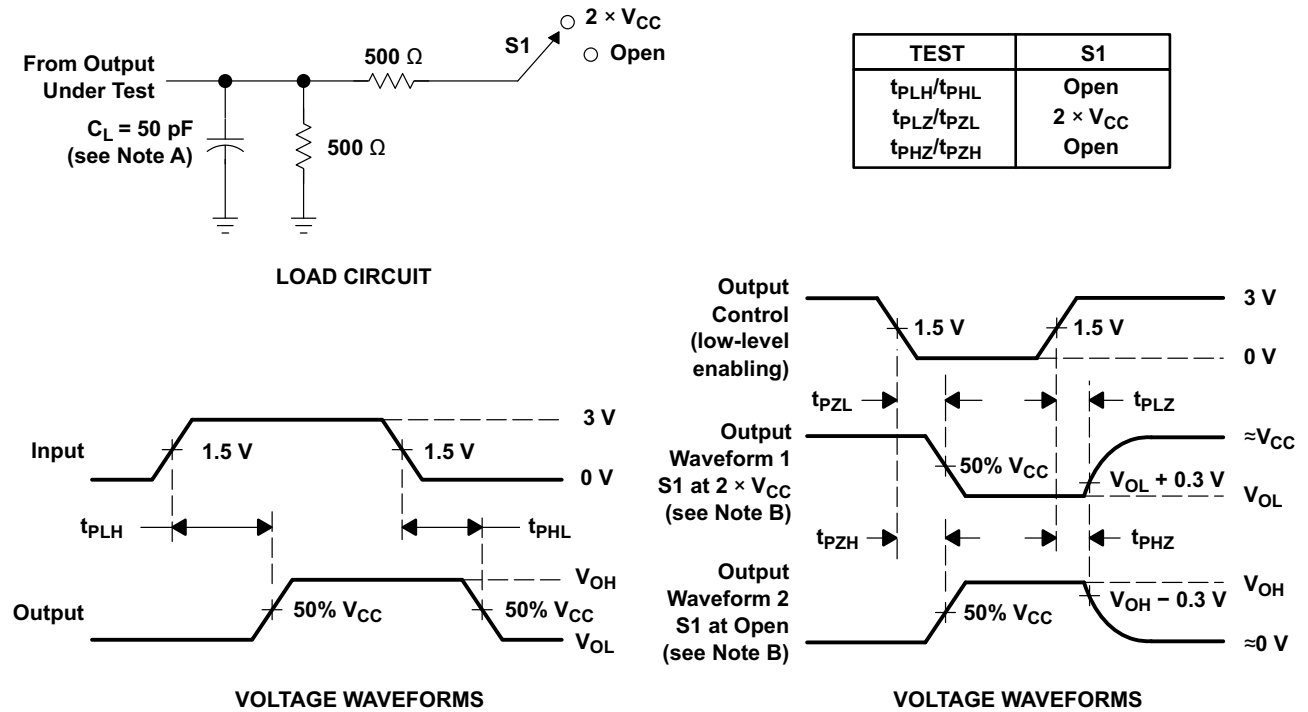 2 × VCC
Open
S1
500 Ω
From Output
Under Test
CL = 50 pF
(see Note A)
500 Ω
LOAD CIRCUIT
TEST S1
tPLH/tPHL Open
tPLZ/tPZL 2 × VCC
tPHZ/tPZH Open
Input
1.5 V
1.5 V
3 V
0 V
tPLH
tPHL
Output
50% VCC
50% VCC
VOH
VOL
VOLTAGE WAVEFORMS
Output
Control
(low-level
enabling)
1.5 V
1.5 V
3 V
0 V
tPZL
tPLZ
Output
Waveform 1
S1 at 2 × VCC
(see Note B)
50% VCC
VOL + 0.3 V
≈VCC
VOL
tPZH
tPHZ
Output
Waveform 2
S1 at Open
(see Note B)
50% VCC
VOH − 0.3 V
VOH
≈0 V
VOLTAGE WAVEFORMS